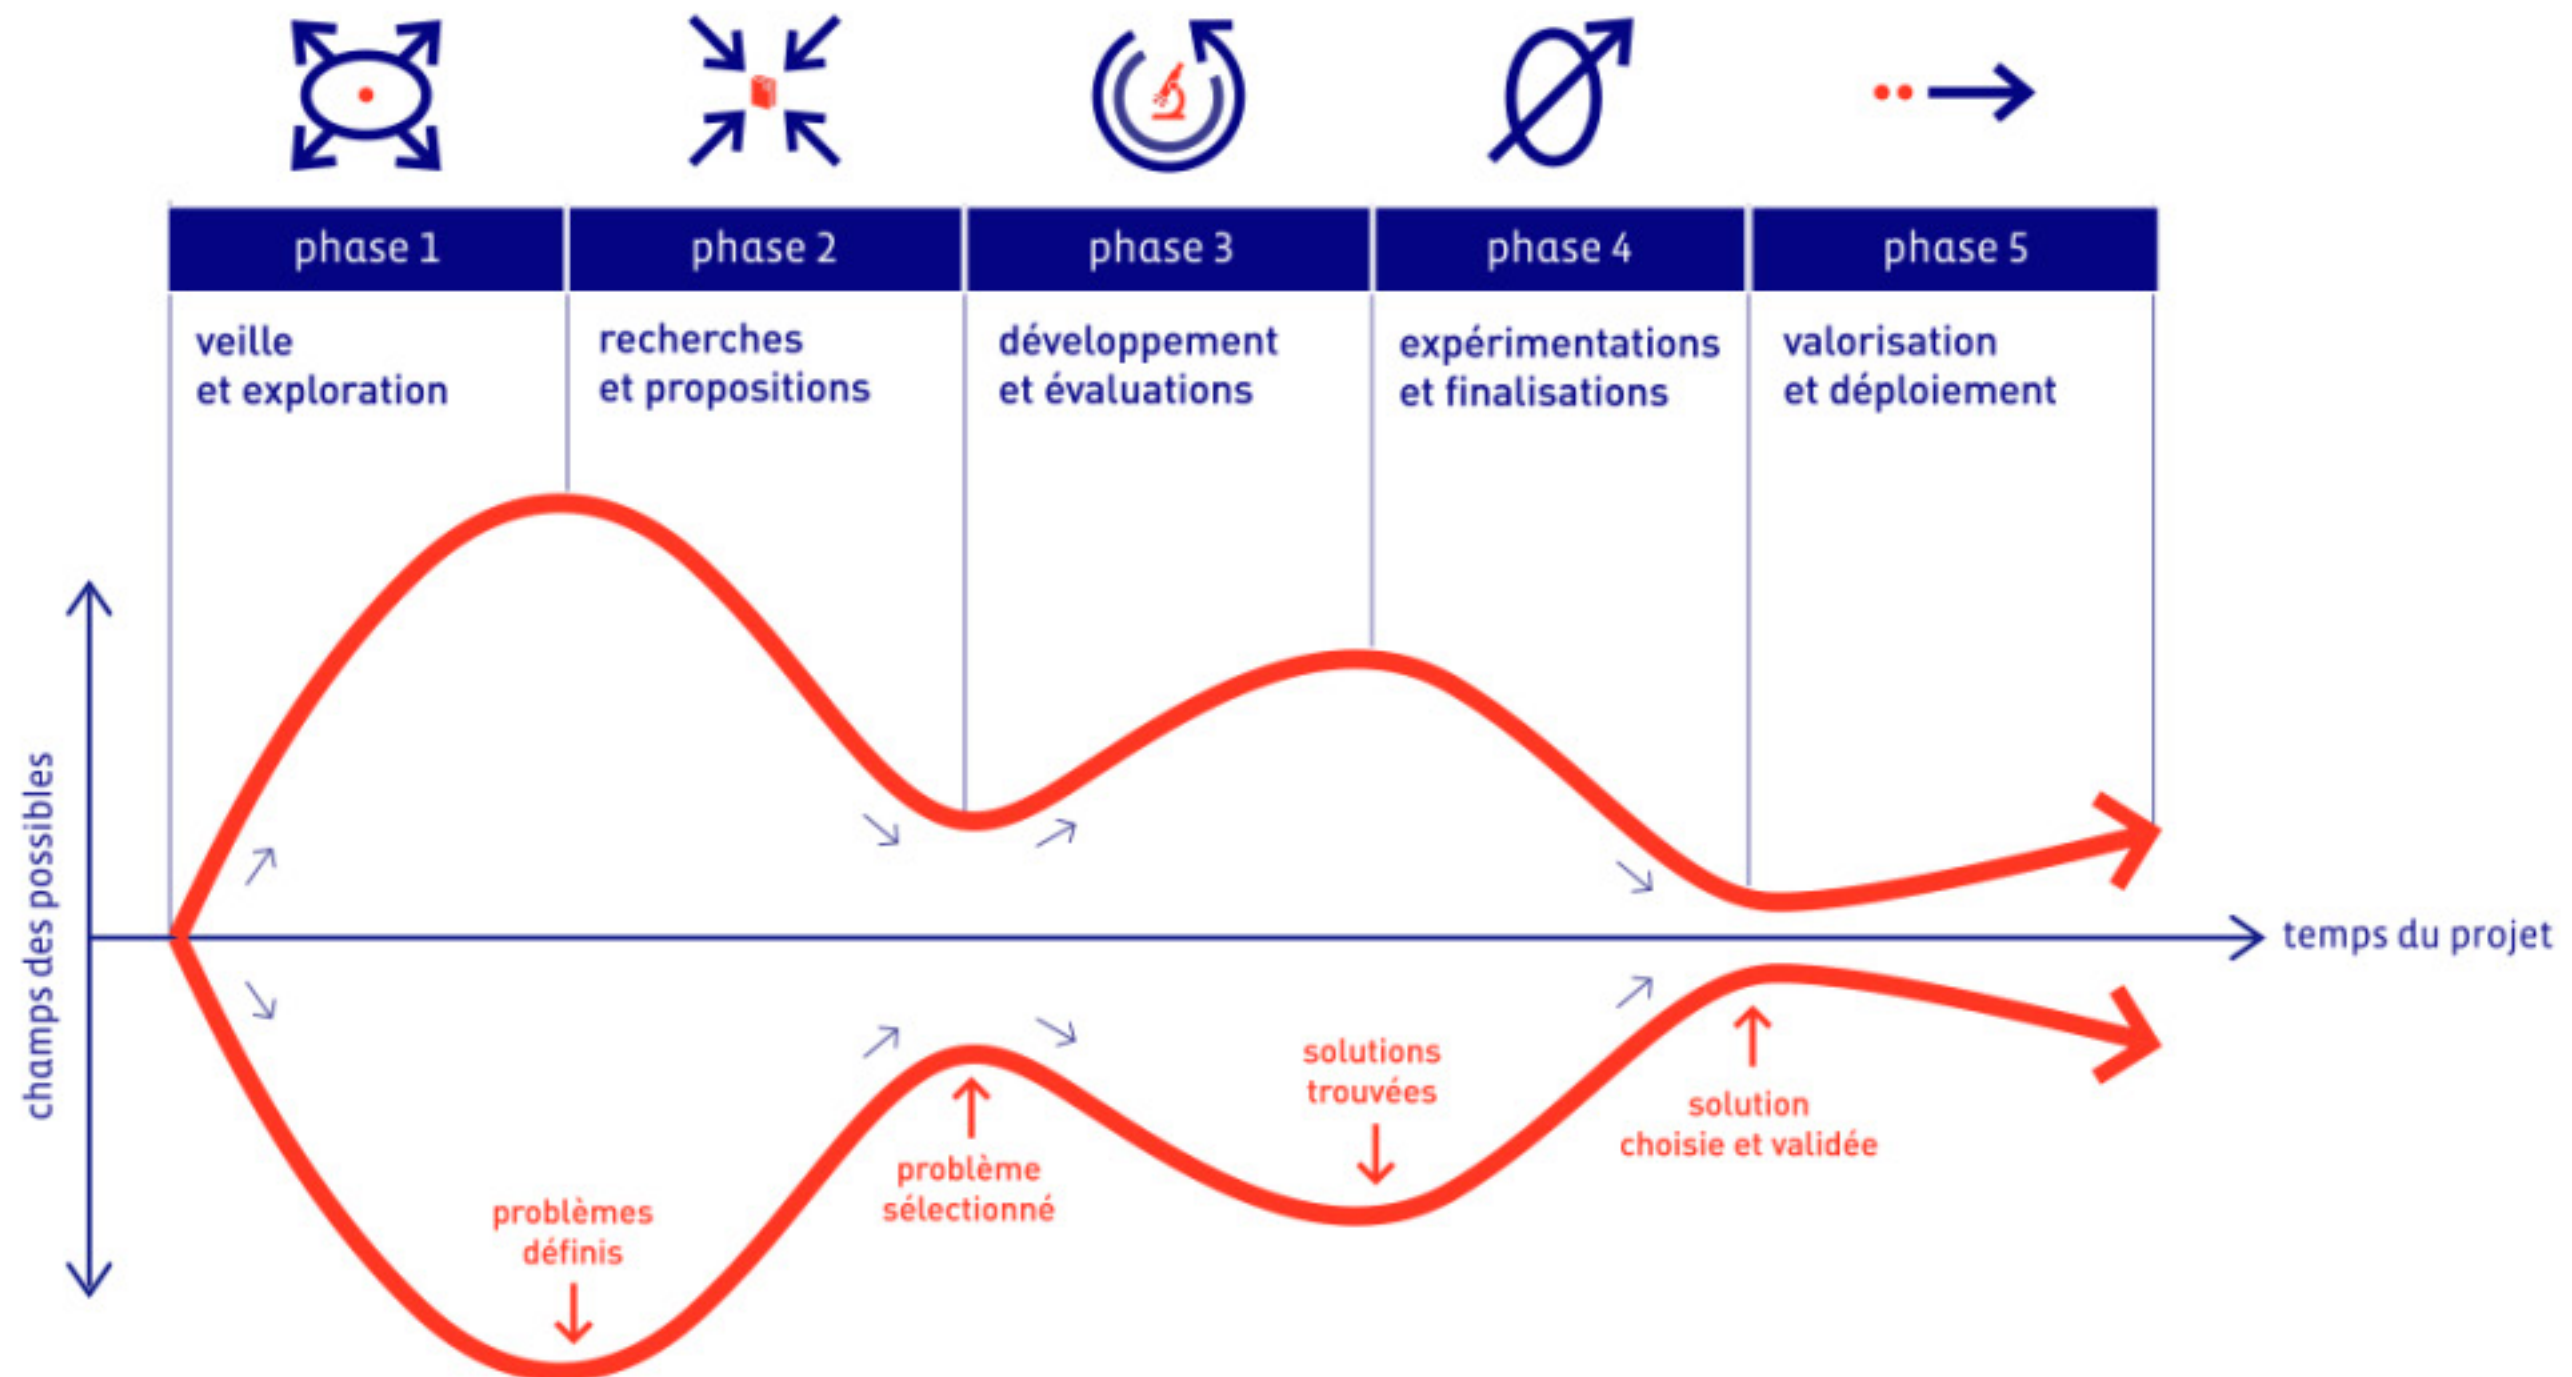 phase 1
phase 2
phase 3
phase 4
phase 5
veille
et exploration
recherches
et propositions
développement
et évaluations
expérimentations
et finalisations
valorisation
et déploiement
champs des possibles
temps du projet
problèmes
définis
problème
sélectionné
solutions
trouvées
solution
choisie et validée